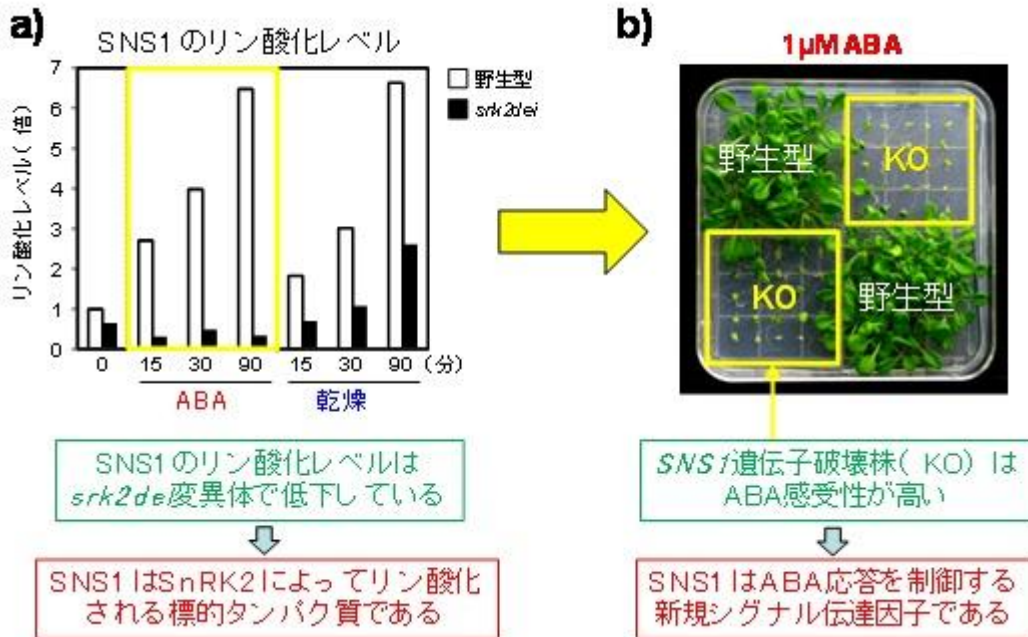 a)
SNS1のリン酸化レベル
リン酸化レベル(倍)
7
6
5
4
3
2
1
0
野生型
srk2dei
0 15 30 90 15 30 90 (分)
ABA 乾燥
SNS1のリン酸化レベルは
srk2de変異体で低下している
SNS1はSnRK2によってリン酸化
される標的タンパク質である
b)
1μM ABA
野生型 KO
KO 野生型
SNS1遺伝子破壊株(KO)は
ABA感受性が高い
SNS1はABA応答を制御する
新規シグナル伝達因子である